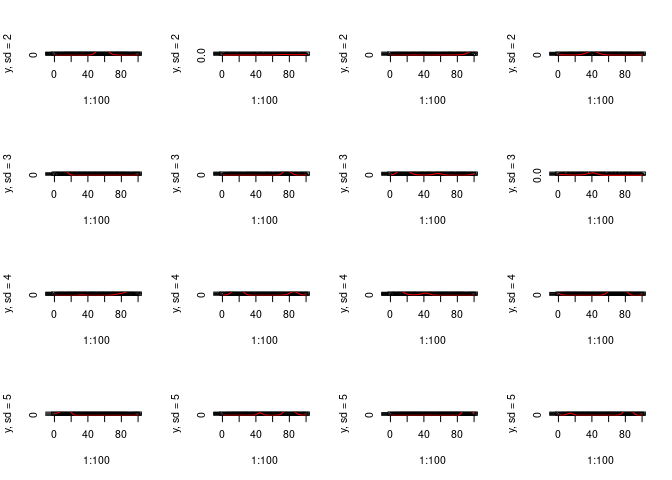 y, sd = 2 0 0 40 80 1:100
y, sd = 2 0.0 0 40 80 1:100
y, sd = 2 0 0 40 80 1:100
y, sd = 2 0 0 40 80 1:100
y, sd = 3 0 0 40 80 1:100
y, sd = 3 0 0 40 80 1:100
y, sd = 3 0 0 40 80 1:100
y, sd = 3 0.0 0 40 80 1:100
y, sd = 4 0 0 40 80 1:100
y, sd = 4 0 0 40 80 1:100
y, sd = 4 0 0 40 80 1:100
y, sd = 4 0 0 40 80 1:100
y, sd = 5 0 0 40 80 1:100
y, sd = 5 0 0 40 80 1:100
y, sd = 5 0 0 40 80 1:100
y, sd = 5 0 0 40 80 1:100